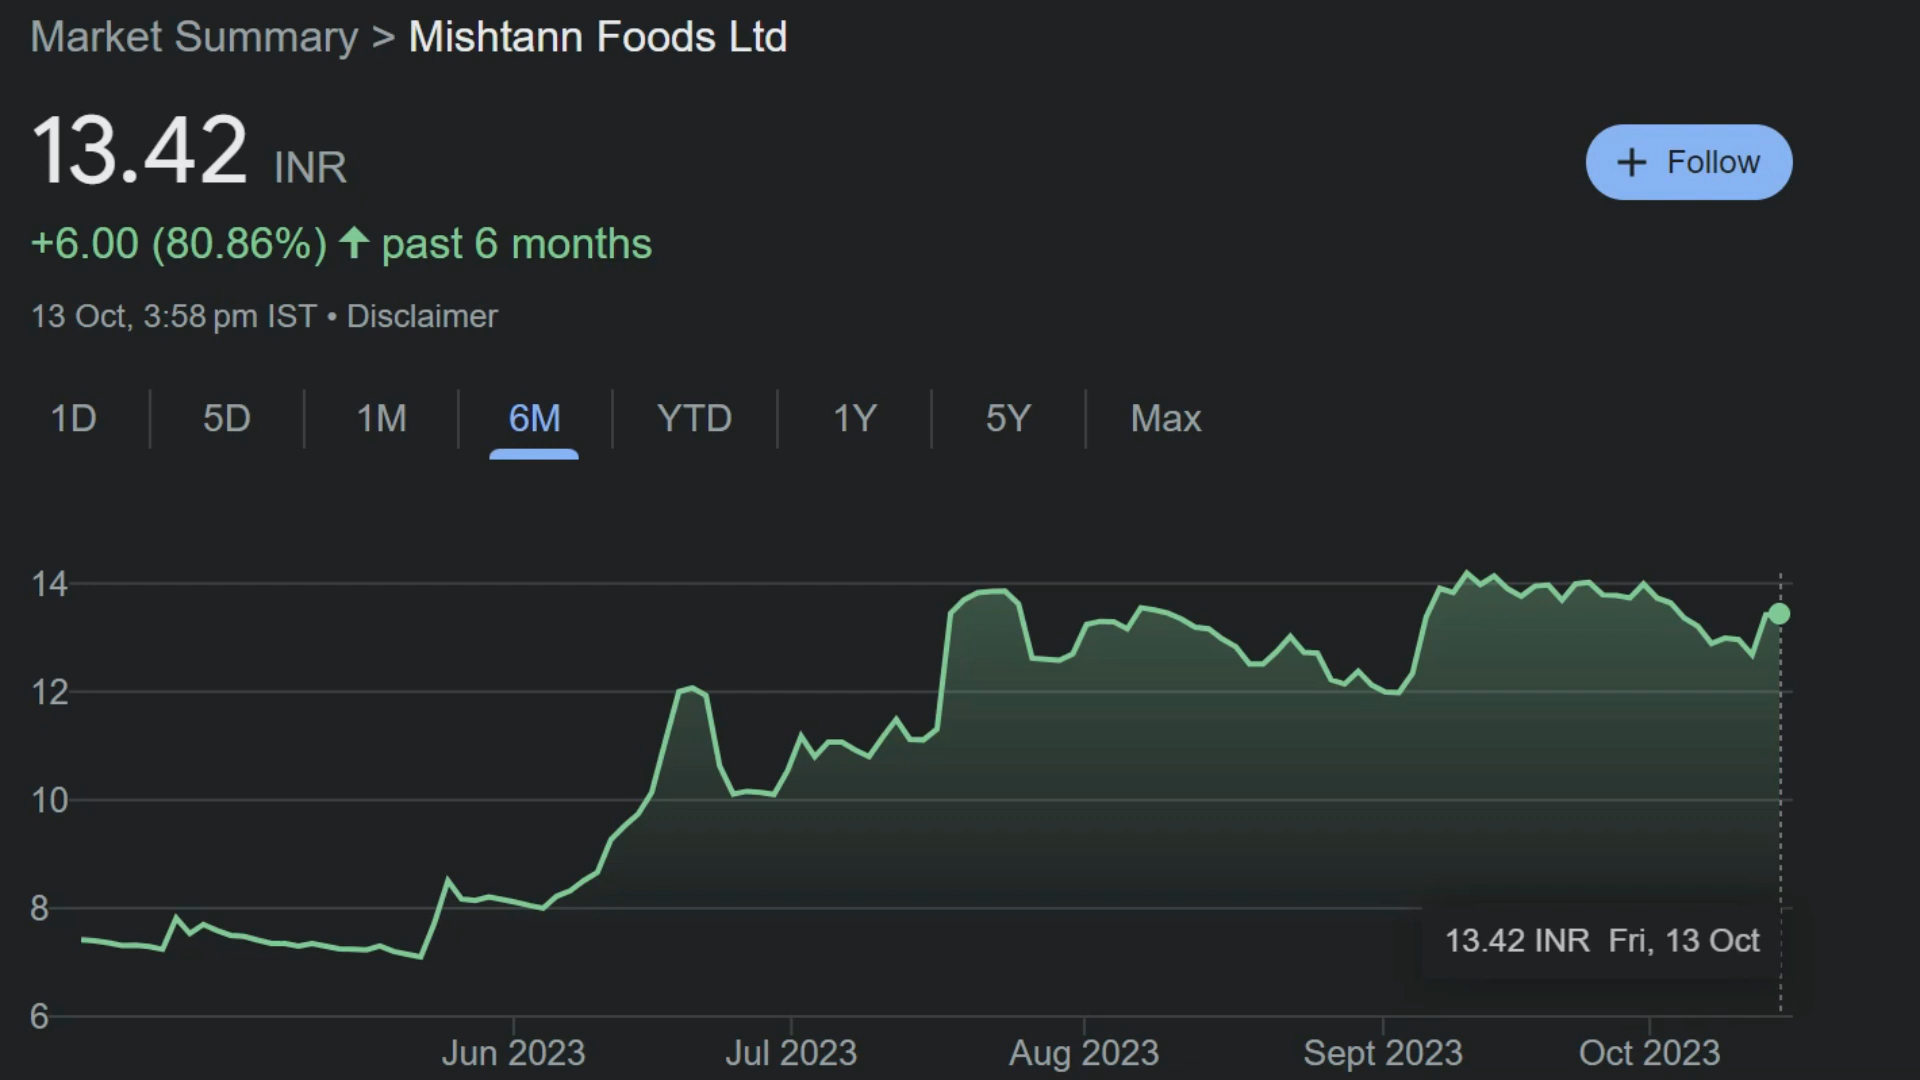 Market Summary > Mishtann Foods Ltd
13.42 INR
+ Follow
+6.00 (80.86%) ↑ past 6 months
13 Oct, 3:58 pm IST • Disclaimer
1D 5D 1M 6M YTD 1Y 5Y Max
14
12
10
8
13.42 INR Fri, 13 Oct
6
Jun 2023 Jul 2023 Aug 2023 Sept 2023 Oct 2023